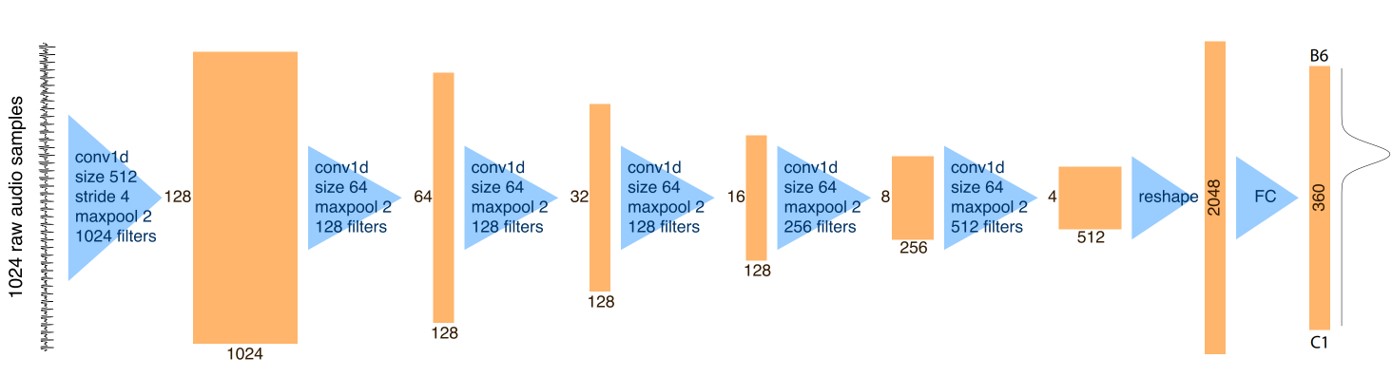 1024 raw audio samples
conv1d
size 512
stride 4
maxpool 2
1024 filters
128
1024
conv1d
size 64
maxpool 2
128 filters
64
128
conv1d
size 64
maxpool 2
128 filters
32
128
conv1d
size 64
maxpool 2
128 filters
16
128
conv1d
size 64
maxpool 2
256 filters
8
256
conv1d
size 64
maxpool 2
512 filters
4
512
reshape
2048
FC
B6
360
C1